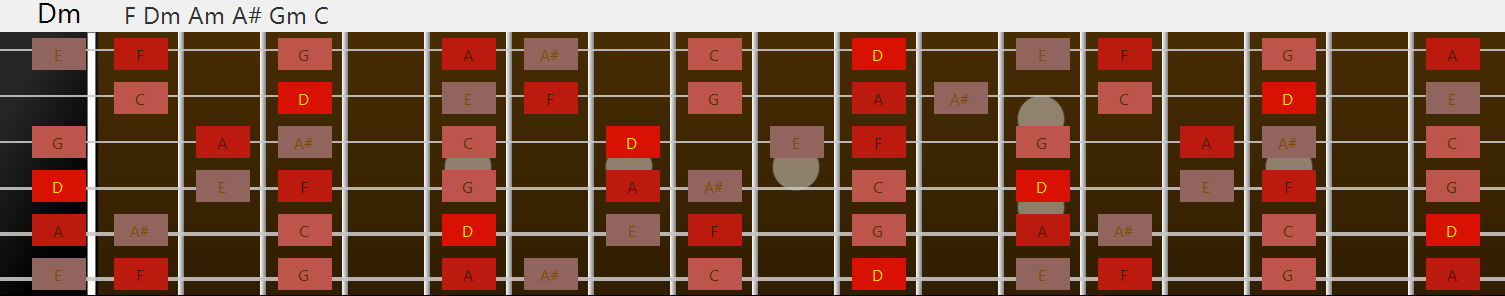 Dm F Dm Am A# Gm C
E F G A A# C D E F G A
C D E F G A A# C D E
G A A# C D E F G A A# C
D E F G A A# C D E F G
A A# C D E F G A A# C D
E F G A A# C D E F G A